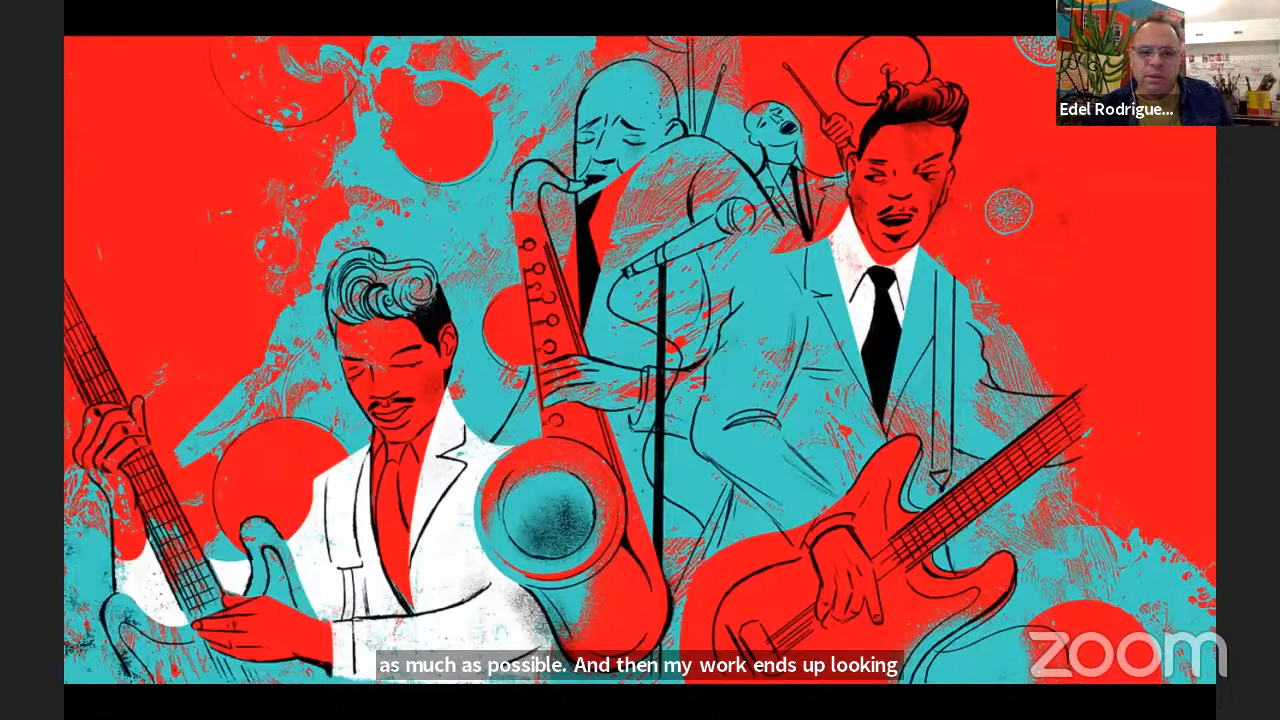 Edel Rodrigue...
as much as possible. And then my work ends up looking
zoom